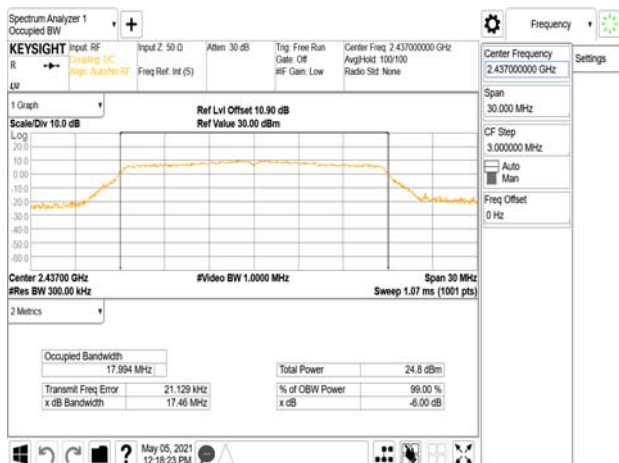 Spectrum Analyzer 1
Occupied BW
Frequency
KEYSIGHT
Input: RF
Input Z: 50 Ω
Atten: 30 dB
Trig: Free Run
Center Freq: 2.437000000 GHz
Coupling: DC
Gate: Off
Avg|Hold: 100/100
R
Align: Auto/No RF
Freq Ref: Int (S)
#IF Gain: Low
Radio Std: None
LV
Center Frequency
2.437000000 GHz
Settings
Span
30.000 MHz
CF Step
3.000000 MHz
Auto
Man
Freq Offset
0 Hz
1 Graph
Ref Lvl Offset 10.90 dB
Scale/Div 10.0 dB
Ref Value 30.00 dBm
Log
20.0
10.0
0.00
-10.0
-20.0
-30.0
-40.0
-50.0
-60.0
Center 2.43700 GHz
#Video BW 1.0000 MHz
Span 30 MHz
#Res BW 300.00 kHz
Sweep 1.07 ms (1001 pts)
2 Metrics
Occupied Bandwidth
17.994 MHz
Total Power
24.8 dBm
Transmit Freq Error
21.129 kHz
% of OBW Power
99.00 %
x dB Bandwidth
17.46 MHz
x dB
-6.00 dB
?
May 05, 2021
12:18:23 PM